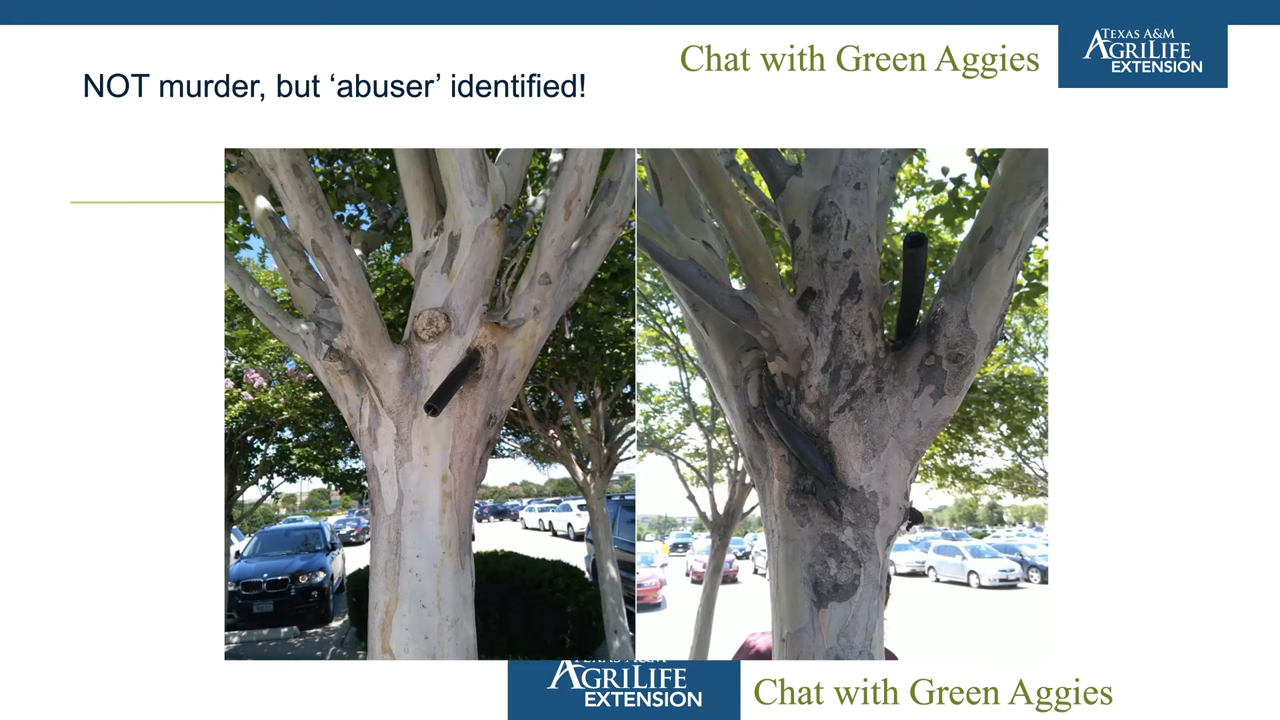 Chat with Green Aggies
TEXAS A&M
AGRILIFE
EXTENSION
NOT murder, but ‘abuser’ identified!
TEXAS A&M
AGRILIFE
EXTENSION
Chat with Green Aggies